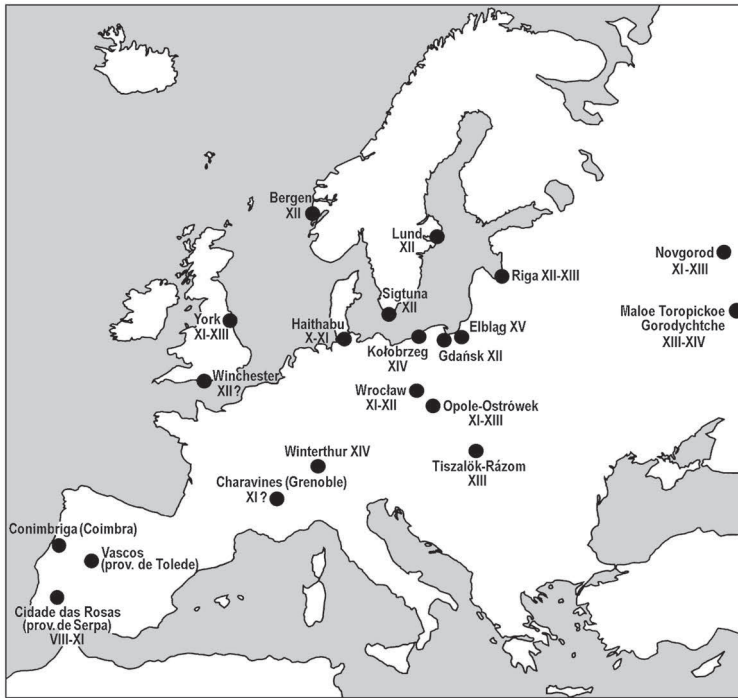 Bergen
XII
Lund
XII
Novgorod
XI-XIII
Riga XII-XIII
Sigtuna
XII
Maloe Toropickoe
Gorodychtche
XIII-XIV
York
XI-XIII
Haithabu
X-XI
Elbląg XV
Kołobrzeg
XIV
Gdańsk XII
Winchester
XII ?
Wrocław
XI-XII
Opole-Ostrówek
XI-XIII
Winterthur XIV
Tiszalök-Rázom
XIII
Charavines (Grenoble)
XI ?
Conimbriga (Coimbra)
Vascos
(prov. de Tolede)
Cidade das Rosas
(prov. de Serpa)
VIII-XI